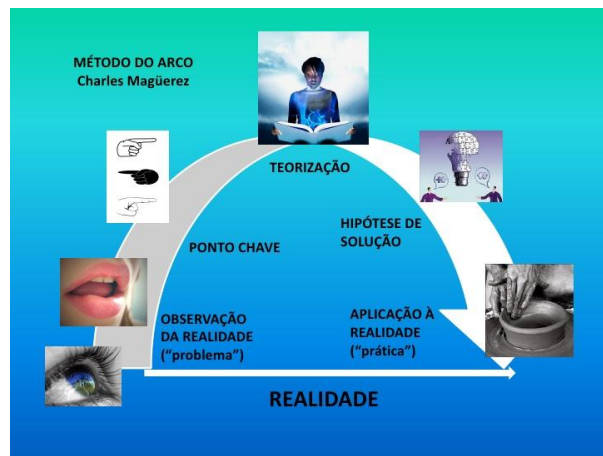 MÉTODO DO ARCO
Charles Magüerez
TEORIZAÇÃO
HIPÓTESE DE
SOLUÇÃO
PONTO CHAVE
OBSERVAÇÃO
DA REALIDADE
("problema")
APLICAÇÃO À
REALIDADE
("prática")
REALIDADE